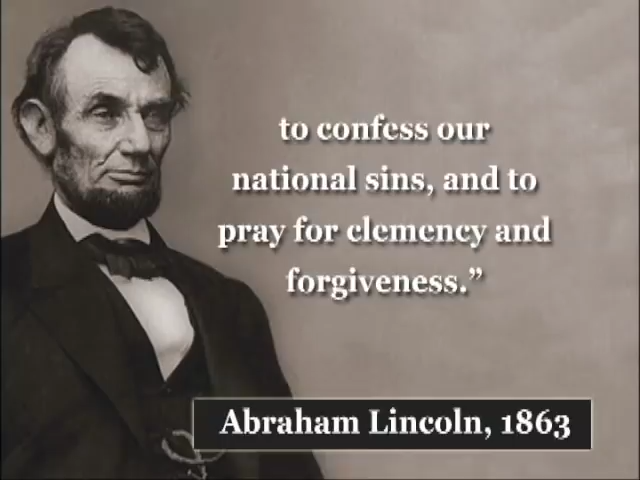 to confess our
national sins, and to
pray for clemency and
forgiveness.”
Abraham Lincoln, 1863